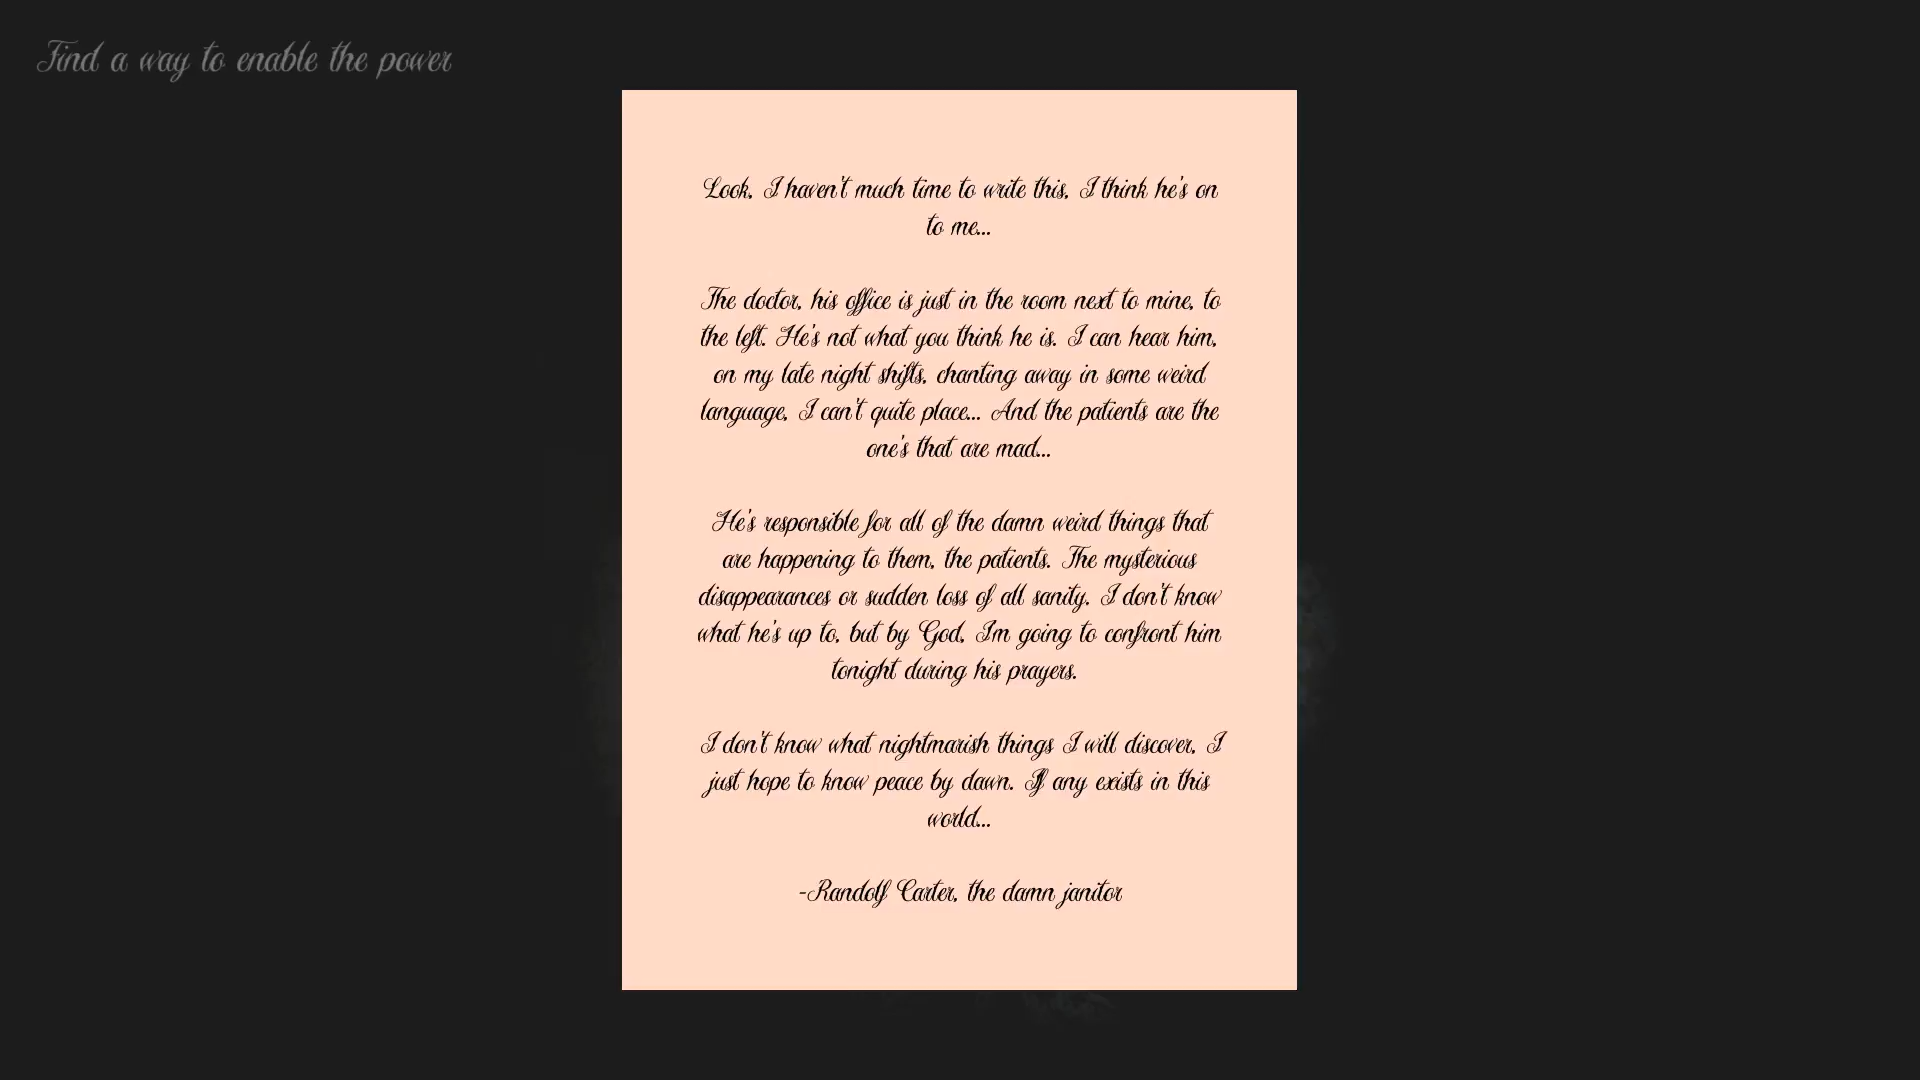 Find a way to enable the power
Look, I haven't much time to write this, I think he's on
to me...
The doctor, his office is just in the room next to mine, to
the left. He's not what you think he is. I can hear him,
on my late night shifts, chanting away in some weird
language, I can't quite place... And the patients are the
one's that are mad...
He's responsible for all of the damn weird things that
are happening to them, the patients. The mysterious
disappearances or sudden loss of all sanity. I don't know
what he's up to, but by God, Im going to confront him
tonight during his prayers.
I don't know what nightmarish things I will discover, I
just hope to know peace by dawn. If any exists in this
world...
-Randolf Carter, the damn janitor